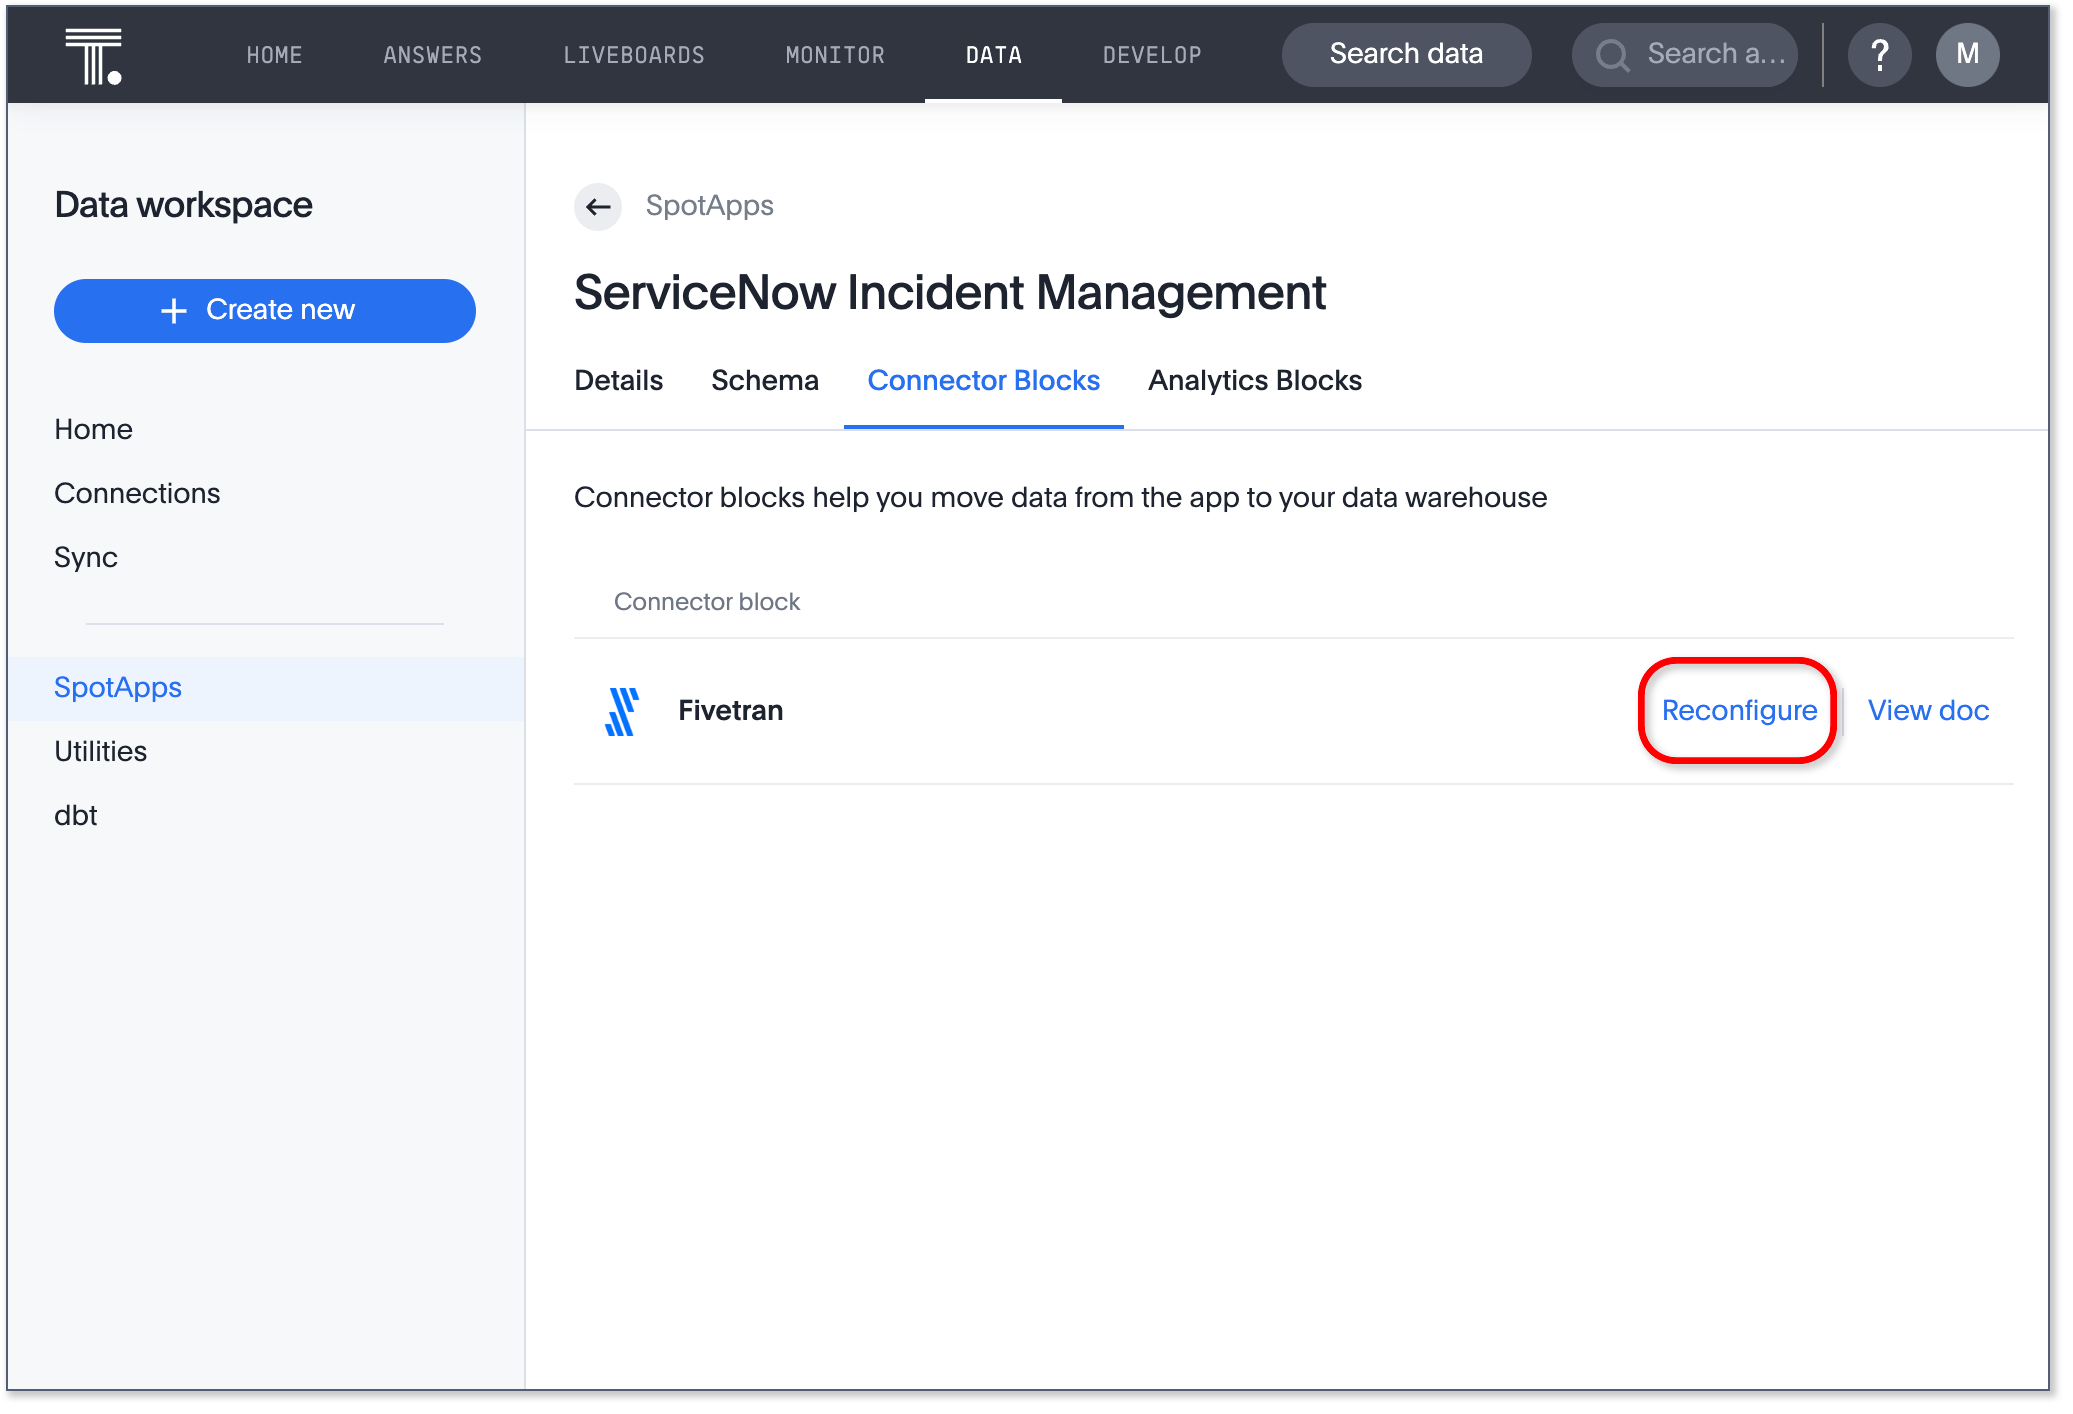 HOME ANSWERS LIVEBOARDS MONITOR DATA DEVELOP Search data Search a... ? M
Data workspace
Create new
Home
Connections
Sync
SpotApps
Utilities
dbt
SpotApps
ServiceNow Incident Management
Details Schema Connector Blocks Analytics Blocks
Connector blocks help you move data from the app to your data warehouse
Connector block
Fivetran Reconfigure View doc